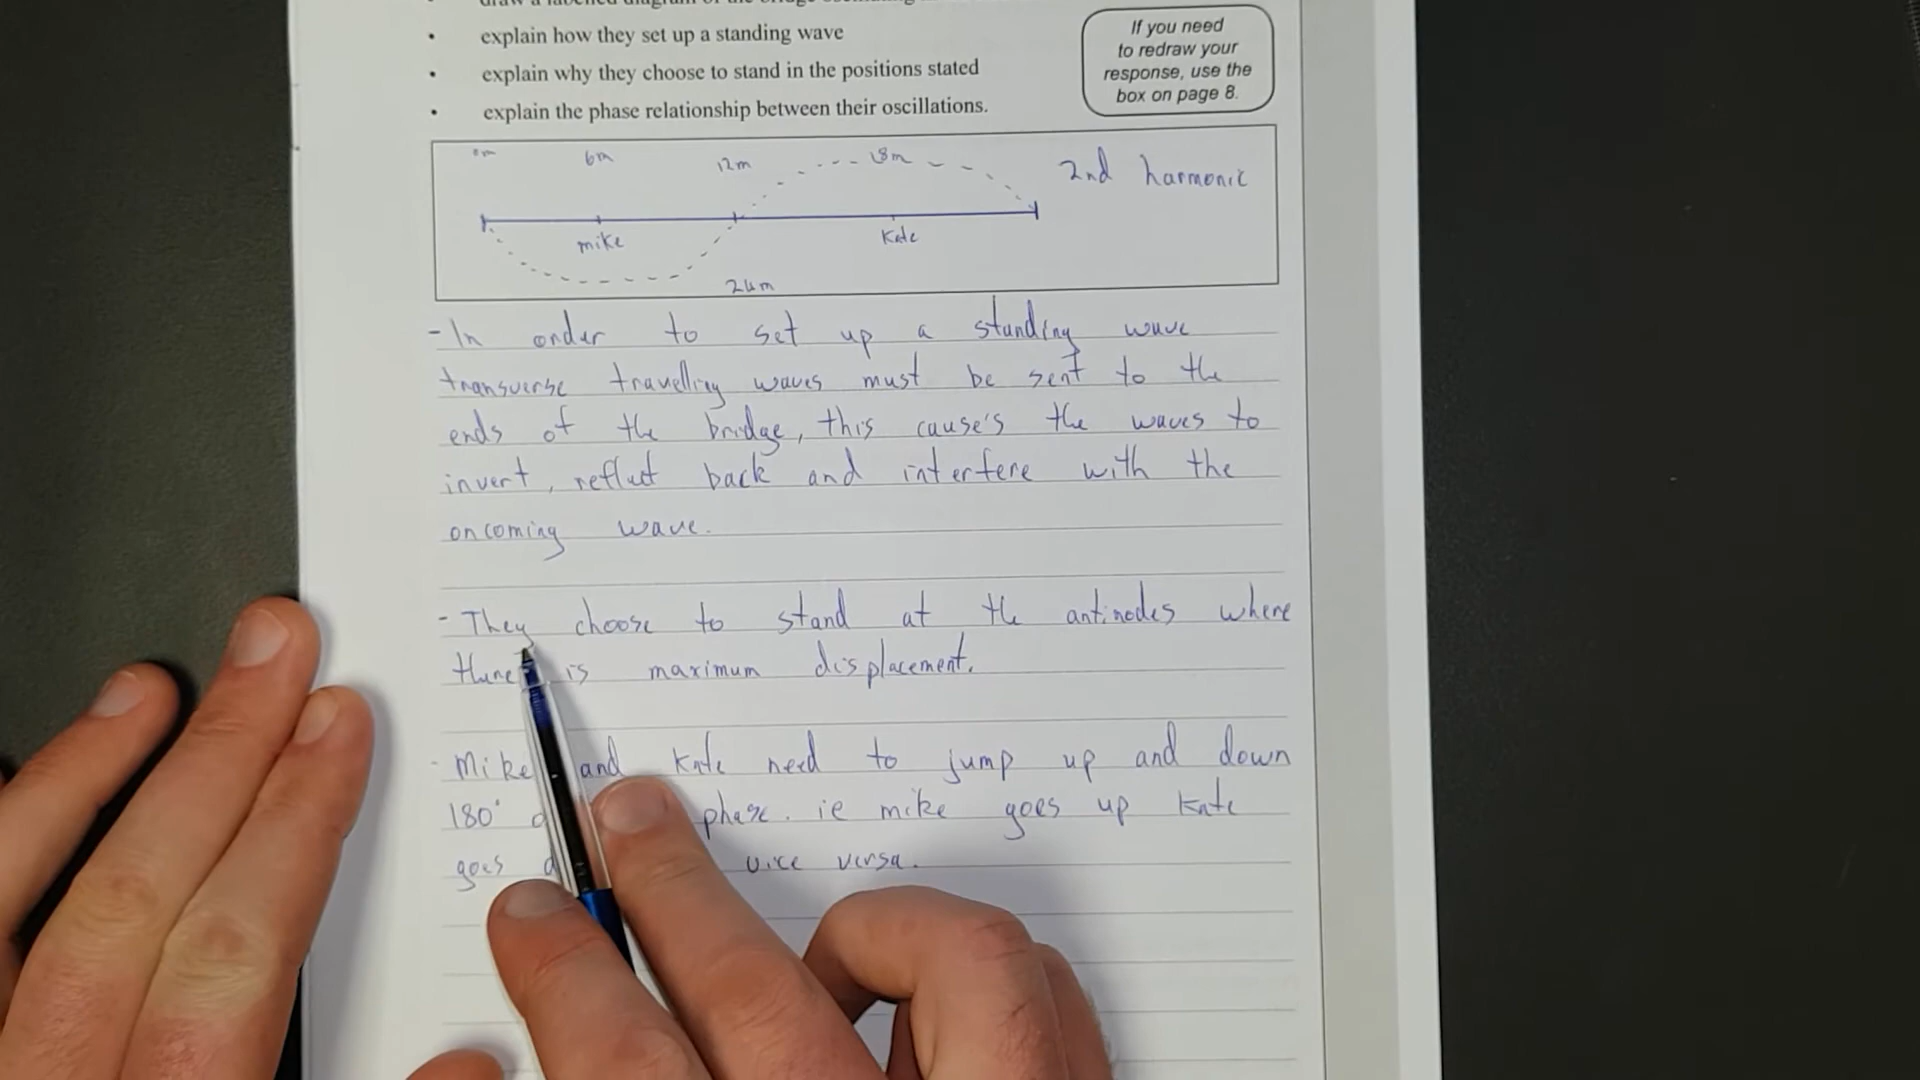 explain how they set up a standing wave
explain why they choose to stand in the positions stated
explain the phase relationship between their oscillations.
If you need
to redraw your
response, use the
box on page 8.
0m 6m 12m 18m 2nd harmonic
mike Kate
24m
- In order to set up a standing wave
transverse travelling waves must be sent to the
ends of the bridge, this cause's the waves to
invert, reflect back and interfere with the
oncoming wave.
- They choose to stand at the antinodes where
there is maximum displacement.
- Mike and Kate need to jump up and down
180° phase. ie mike goes up Kate
goes vice versa.